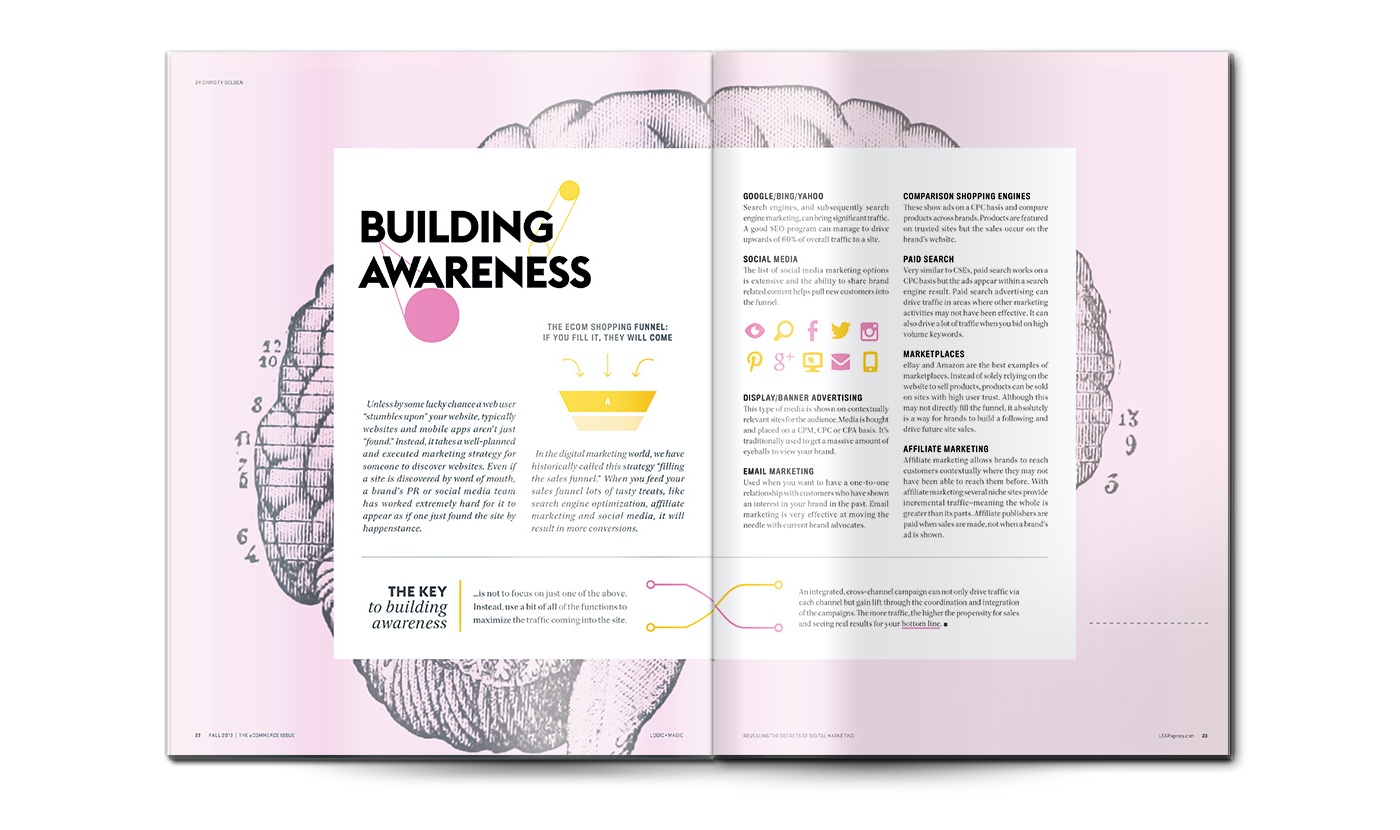 BY CHRISTY BELDEN
BUILDING
AWARENESS
THE ECOM SHOPPING FUNNEL:
IF YOU FILL IT, THEY WILL COME
A
Unless by some lucky chance a web user
“stumbles upon” your website, typically
websites and mobile apps aren’t just
“found.” Instead, it takes a well-planned
and executed marketing strategy for
someone to discover websites. Even if
a site is discovered by word of mouth,
a brand’s PR or social media team
has worked extremely hard for it to
appear as if one just found the site by
happenstance.
In the digital marketing world, we have
historically called this strategy “filling
the sales funnel.” When you feed your
sales funnel lots of tasty treats, like
search engine optimization, affiliate
marketing and social media, it will
result in more conversions.
GOOGLE/BING/YAHOO
Search engines, and subsequently search
engine marketing, can bring significant traffic.
A good SEO program can manage to drive
upwards of 60% of overall traffic to a site.
SOCIAL MEDIA
The list of social media marketing options
is extensive and the ability to share brand
related content helps pull new customers into
the funnel.
DISPLAY/BANNER ADVERTISING
This type of media is shown on contextually
relevant sites for the audience. Media is bought
and placed on a CPM, CPC or CPA basis. It’s
traditionally used to get a massive amount of
eyeballs to view your brand.
EMAIL MARKETING
Used when you want to have a one-to-one
relationship with customers who have shown
an interest in your brand in the past. Email
marketing is very effective at moving the
needle with current brand advocates.
COMPARISON SHOPPING ENGINES
These show ads on a CPC basis and compare
products across brands. Products are featured
on trusted sites but the sales occur on the
brand’s website.
PAID SEARCH
Very similar to CSEs, paid search works on a
CPC basis but the ads appear within a search
engine result. Paid search advertising can
drive traffic in areas where other marketing
activities may not have been effective. It can
also drive a lot of traffic when you bid on high
volume keywords.
MARKETPLACES
eBay and Amazon are the best examples of
marketplaces. Instead of solely relying on the
website to sell products, products can be sold
on sites with high user trust. Although this
may not directly fill the funnel, it absolutely
is a way for brands to build a following and
drive future site sales.
AFFILIATE MARKETING
Affiliate marketing allows brands to reach
customers contextually where they may not
have been able to reach them before. With
affiliate marketing several niche sites provide
incremental traffic—meaning the whole is
greater than its parts. Affiliate publishers are
paid when sales are made, not when a brand’s
ad is shown.
THE KEY
to building
awareness
...is not to focus on just one of the above.
Instead, use a bit of all of the functions to
maximize the traffic coming into the site.
An integrated, cross-channel campaign can not only drive traffic via
each channel but gain lift through the coordination and integration
of the campaigns. The more traffic, the higher the propensity for sales
and seeing real results for your bottom line. ■
12
10
8
11
7
6
4
13
9
3
22 FALL 2013 | THE eCOMMERCE ISSUE
LOGIC+MAGIC
REVEALING THE SECRETS OF DIGITAL MARKETING
LEAPagency.com 23